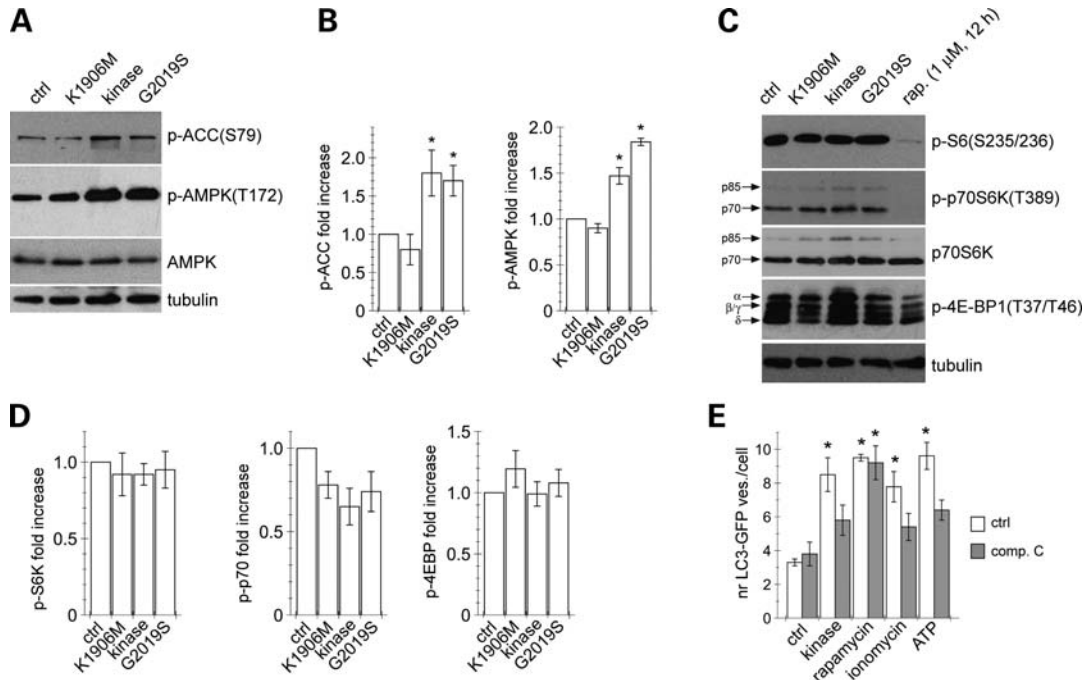 A
ctrl
K1906M
kinase
G2019S
p-ACC(S79)
p-AMPK(T172)
AMPK
tubulin
B
p-ACC fold increase
2.0
1.5
1.0
0.5
0
*
*
ctrl
K1906M
kinase
G2019S
p-AMPK fold increase
2.0
1.5
1.0
0.5
0
*
*
ctrl
K1906M
kinase
G2019S
C
ctrl
K1906M
kinase
G2019S
rap. (1 µM, 12 h)
p-S6(S235/236)
p85
p70
p-p70S6K(T389)
p85
p70
p70S6K
α
β/γ
δ
p-4E-BP1(T37/T46)
tubulin
D
p-S6K fold increase
1.0
0.5
0
ctrl
K1906M
kinase
G2019S
p-p70 fold increase
1.0
0.5
0
ctrl
K1906M
kinase
G2019S
p-4EBP fold increase
1.5
1.0
0.5
0
ctrl
K1906M
kinase
G2019S
E
nr LC3-GFP ves./cell
10
8
6
4
2
0
*
*
*
*
*
ctrl
kinase
rapamycin
ionomycin
ATP
ctrl
comp. C